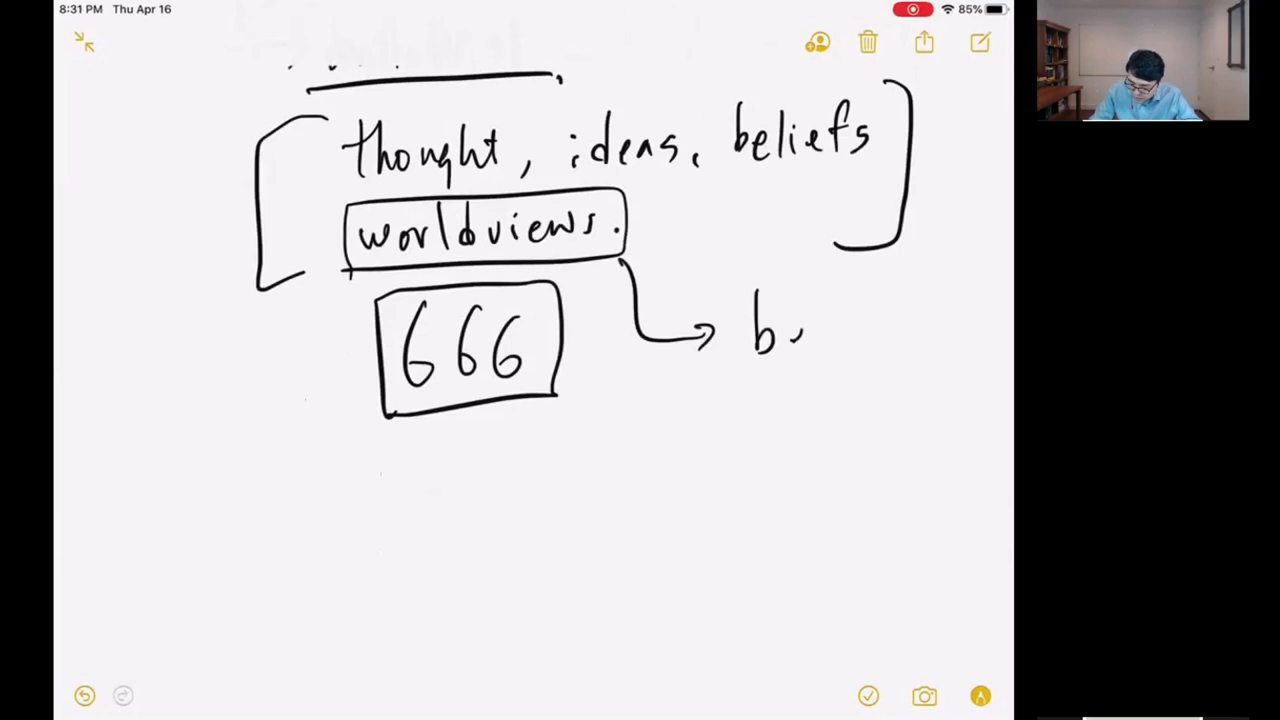 8:31 PM Thu Apr 16 85%
thought, ideas, beliefs
worldviews.
666
b